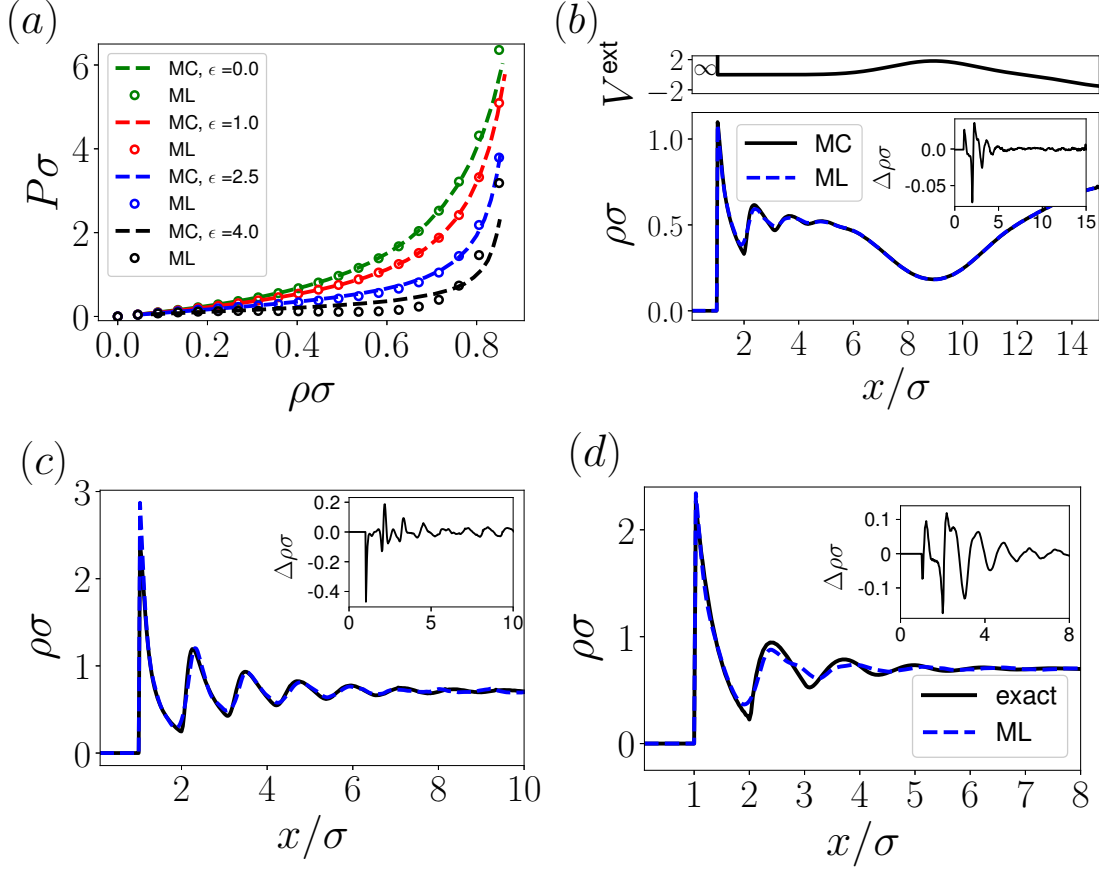 (a)
Pσ
6
4
2
0
MC, ϵ =0.0
ML
MC, ϵ =1.0
ML
MC, ϵ =2.5
ML
MC, ϵ =4.0
ML
0.0 0.2 0.4 0.6 0.8
ρσ
(b)
V^ext
2
−2
∞
ρσ
1.0
0.5
0.0
MC
ML
Δρσ
0.0
-0.05
0 5 10 15
2 4 6 8 10 12 14
x/σ
(c)
ρσ
3
2
1
0
Δρσ
0.2
0.0
-0.2
-0.4
0 5 10
2 4 6 8 10
x/σ
(d)
ρσ
2
1
0
Δρσ
0.1
0
-0.1
0 4 8
exact
ML
1 2 3 4 5 6 7 8
x/σ